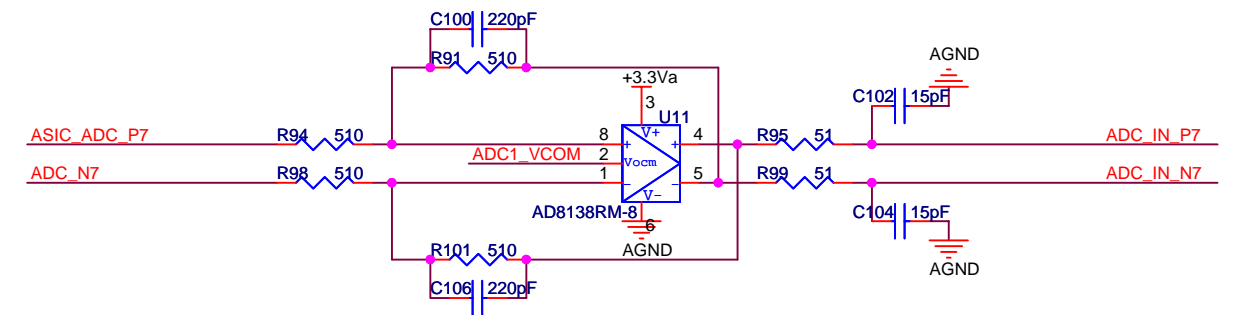 C100 220pF
R91 510
+3.3Va
3
U11
AGND
C102 15pF
ASIC_ADC_P7
R94 510
8
+
V+
+
4
R95 51
ADC_IN_P7
ADC1_VCOM
2
Vocm
ADC_N7
R98 510
1
-
V-
-
5
R99 51
ADC_IN_N7
AD8138RM-8
6
AGND
C104 15pF
AGND
R101 510
C106 220pF